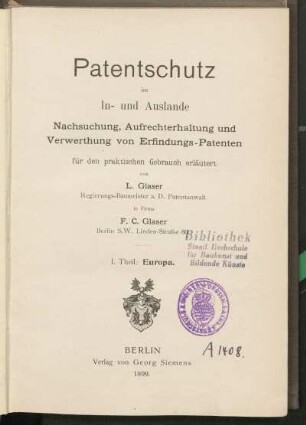 Patentschutz
im
In- und Auslande
Nachsuchung, Aufrechterhaltung und
Verwerthung von Erfindungs-Patenten
für den praktischen Gebrauch erläutert
von
L. Glaser
Regierungs-Baumeister a. D. Patentanwalt
in Firma
F. C. Glaser
Berlin S.W. Linden-Straße 80.
Bibliothek
Staatl. Hochschule
für Baukunst und
Bildende Künste
I. Theil: Europa.
A 1408.
BERLIN
Verlag von Georg Siemens
1899.